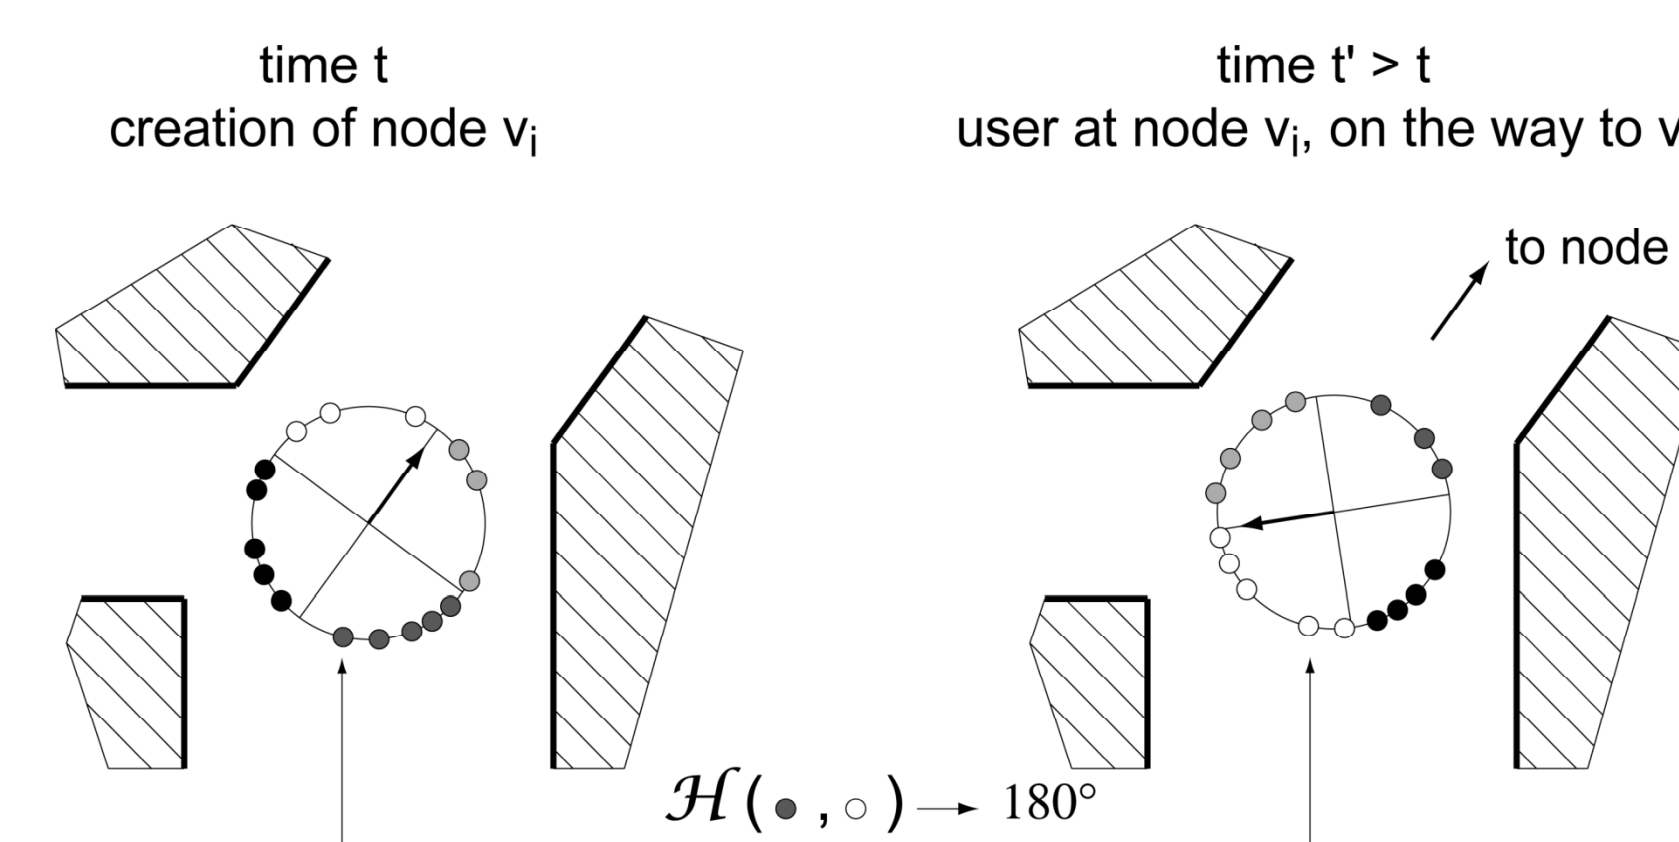 time t
creation of node vi
time t' > t
user at node vi, on the way to v
to node
ℋ( , ) → 180°